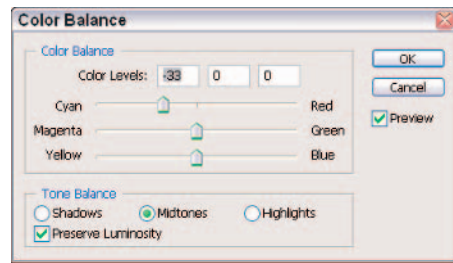 Color Balance
Color Balance
Color Levels: -33 0 0
Cyan Red
Magenta Green
Yellow Blue
OK
Cancel
Preview
Tone Balance
Shadows Midtones Highlights
Preserve Luminosity